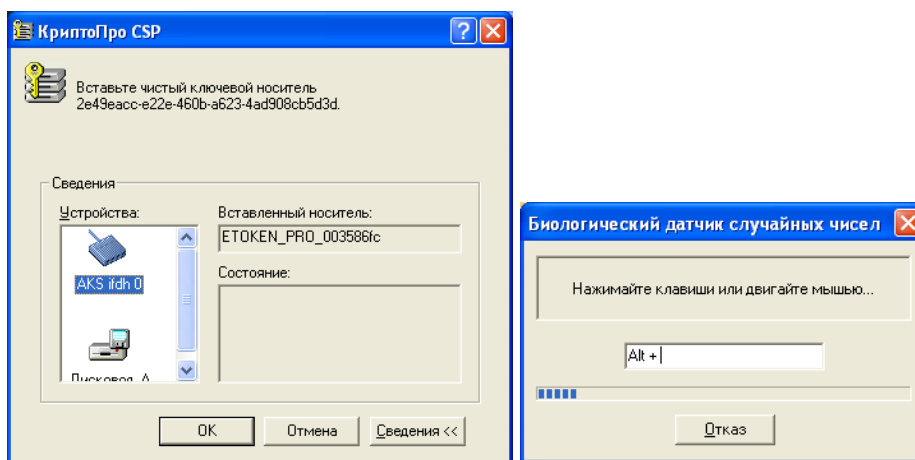 КриптоПро CSP
Вставьте чистый ключевой носитель
2e49eacc-e22e-460b-a623-4ad908cb5d3d.
Сведения
Устройства:
AKS ifdh 0
Вставленный носитель:
ETOKEN_PRO_003586fc
Состояние:
OK
Отмена
Сведения <<
Биологический датчик случайных чисел
Нажимайте клавиши или двигайте мышью...
Alt +
Отказ